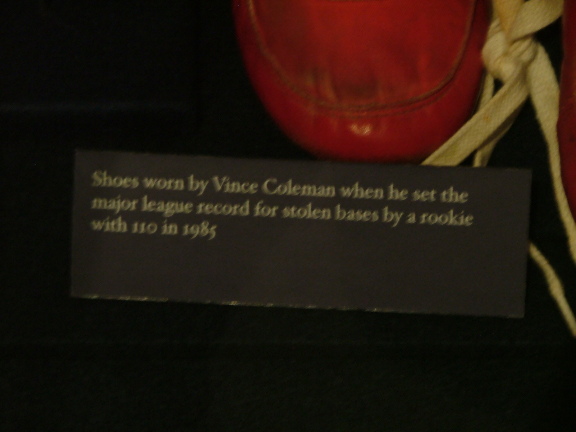 Shoes worn by Vince Coleman when he set the
major league record for stolen bases by a rookie
with 110 in 1985